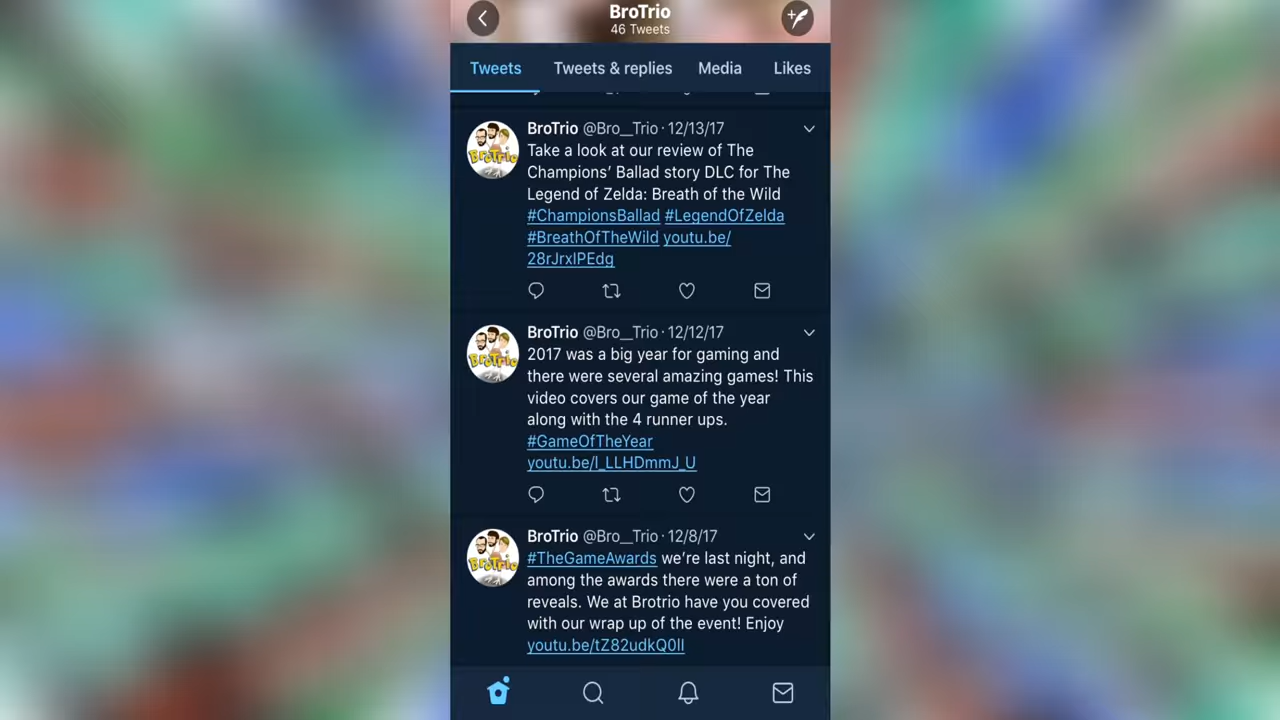 BroTrio
46 Tweets
Tweets Tweets & replies Media Likes
BroTrio @Bro__Trio · 12/13/17
Take a look at our review of The
Champions’ Ballad story DLC for The
Legend of Zelda: Breath of the Wild
#ChampionsBallad #LegendOfZelda
#BreathOfTheWild youtu.be/
28rJrxlPEdg
BroTrio
BroTrio @Bro__Trio · 12/12/17
2017 was a big year for gaming and
there were several amazing games! This
video covers our game of the year
along with the 4 runner ups.
#GameOfTheYear
youtu.be/l_LLHDmmJ_U
BroTrio
BroTrio @Bro__Trio · 12/8/17
#TheGameAwards we’re last night, and
among the awards there were a ton of
reveals. We at Brotrio have you covered
with our wrap up of the event! Enjoy
youtu.be/tZ82udkQ0lI
BroTrio